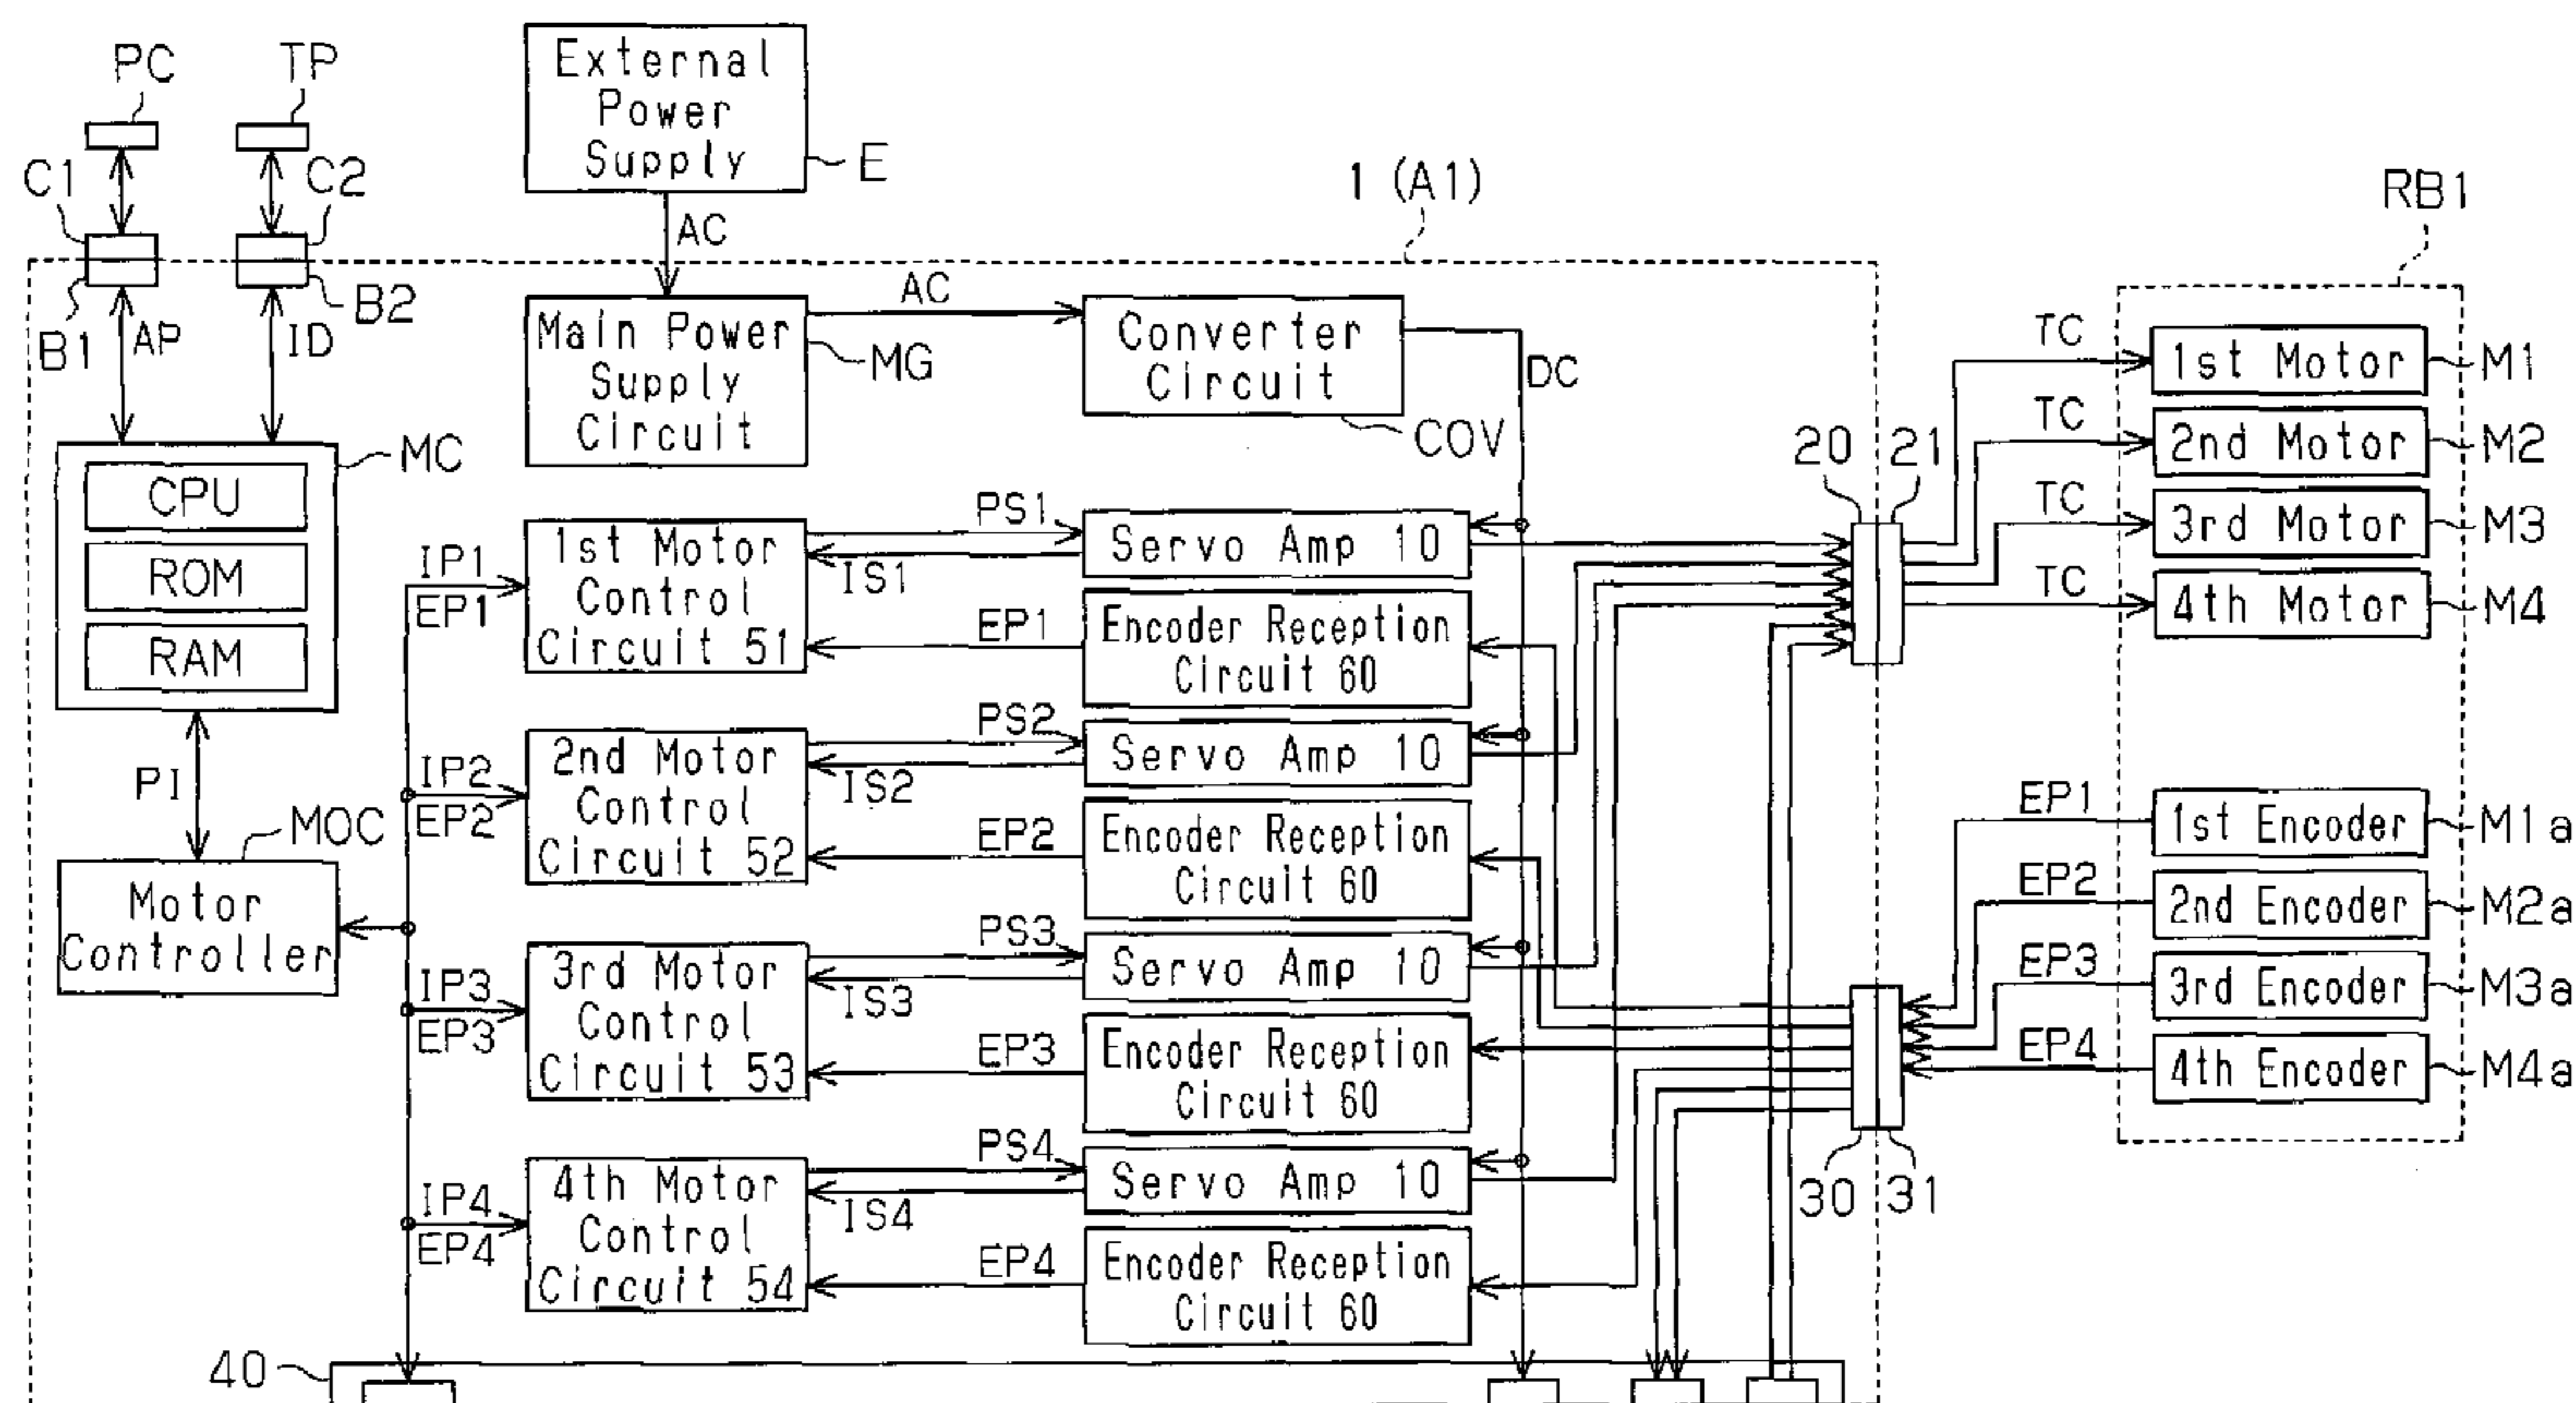 PC
TP
External
Power
Supply
E
C1
C2
AC
1 (A1)
RB1
B1
AP
ID
B2
Main Power
Supply
Circuit
MG
AC
Converter
Circuit
COV
DC
MC
CPU
ROM
RAM
PI
MOC
Motor
Controller
IP1
EP1
1st Motor
Control
Circuit 51
PS1
IS1
Servo Amp 10
EP1
Encoder Reception
Circuit 60
IP2
EP2
2nd Motor
Control
Circuit 52
PS2
IS2
Servo Amp 10
EP2
Encoder Reception
Circuit 60
IP3
EP3
3rd Motor
Control
Circuit 53
PS3
IS3
Servo Amp 10
EP3
Encoder Reception
Circuit 60
IP4
EP4
4th Motor
Control
Circuit 54
PS4
IS4
Servo Amp 10
EP4
Encoder Reception
Circuit 60
40
20
21
30
31
TC
1st Motor
M1
TC
2nd Motor
M2
TC
3rd Motor
M3
TC
4th Motor
M4
EP1
1st Encoder
M1a
EP2
2nd Encoder
M2a
EP3
3rd Encoder
M3a
EP4
4th Encoder
M4a